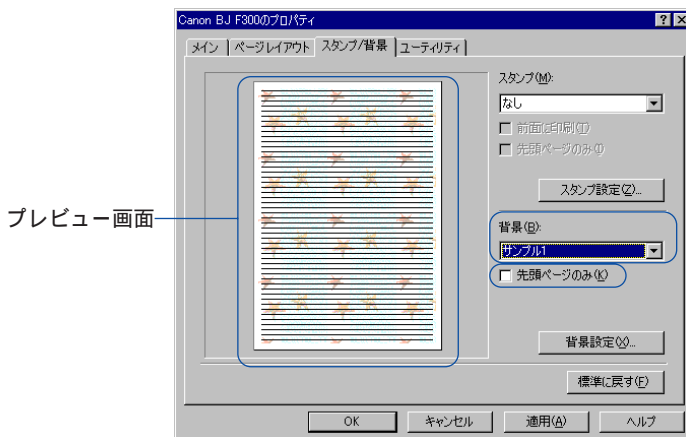 Canon BJ F300のプロパティ
メイン ページレイアウト スタンプ/背景 ユーティリティ
スタンプ(M):
なし
前面に印刷(T)
先頭ページのみ(I)
スタンプ設定(Z)...
プレビュー画面
背景(B):
サンプル1
先頭ページのみ(K)
背景設定(X)...
標準に戻す(F)
OK キャンセル 適用(A) ヘルプ